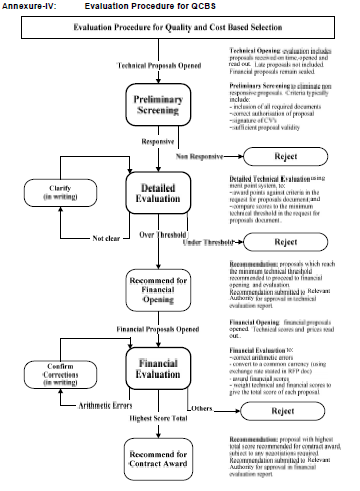 Annexure-IV: Evaluation Procedure for QCBS
Evaluation Procedure for Quality and Cost Based Selection
Technical Proposals Opened
Technical Opening: evaluation includes
proposals received on time, opened and
read out. Late proposals not included.
Financial proposals remain sealed.
Preliminary
Screening
Preliminary Screening to eliminate non
responsive proposals. Criteria typically
include:
- inclusion of all required documents
- correct authorisation of proposal
- signature of CV's
- sufficient proposal validity
Responsive
Non Responsive
Reject
Clarify
(in writing)
Detailed
Evaluation
Detailed Technical Evaluation using
merit point system, to:
- award points against criteria in the
request for proposals document; and
- compare scores to the minimum
technical threshold in the request for
proposals document.
Not clear
Over Threshold
Under Threshold
Reject
Recommend for
Financial
Opening
Recommendation: proposals which reach
the minimum technical threshold
recommended to proceed to financial
opening and evaluation.
Recommendation submitted to Relevant
Authority for approval in technical
evaluation report.
Financial Proposals Opened
Financial Opening: financial proposals
opened. Technical scores and prices read
out.
Confirm
Corrections
(in writing)
Financial
Evaluation
Financial Evaluation to:
- correct arithmetic errors
- convert to a common currency (using
exchange rate stated in RFP doc)
- award financial scores
- weight technical and financial scores to
give the total score of each proposal.
Arithmetic Errors
Others
Reject
Highest Score Total
Recommend for
Contract Award
Recommendation: proposal with highest
total score recommended for contract award,
subject to any negotiations required.
Recommendation submitted to Relevant
Authority for approval in financial
evaluation report.